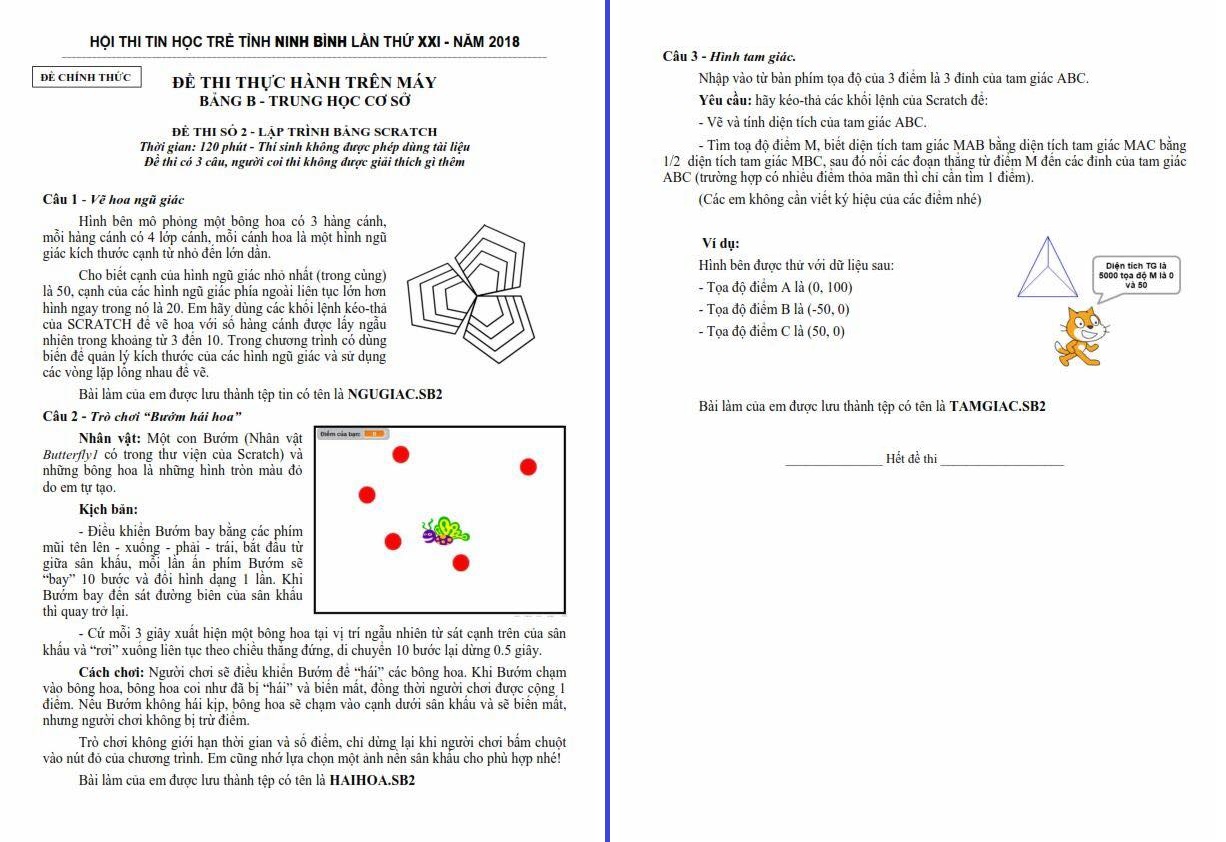 HỘI THI TIN HỌC TRẺ TỈNH NINH BÌNH LẦN THỨ XXI - NĂM 2018
ĐỀ CHÍNH THỨC
ĐỀ THI THỰC HÀNH TRÊN MÁY
BẢNG B - TRUNG HỌC CƠ SỞ
ĐỀ THI SỐ 2 - LẬP TRÌNH BẰNG SCRATCH
Thời gian: 120 phút - Thí sinh không được phép dùng tài liệu
Đề thi có 3 câu, người coi thi không được giải thích gì thêm
Câu 1 - Vẽ hoa ngũ giác
Hình bên mô phỏng một bông hoa có 3 hàng cánh,
mỗi hàng cánh có 4 lớp cánh, mỗi cánh hoa là một hình ngũ
giác kích thước cạnh từ nhỏ đến lớn dần.
Cho biết cạnh của hình ngũ giác nhỏ nhất (trong cùng)
là 50, cạnh của các hình ngũ giác phía ngoài liên tục lớn hơn
hình ngay trong nó là 20. Em hãy dùng các khối lệnh kéo-thả
của SCRATCH để vẽ hoa với số hàng cánh được lấy ngẫu
nhiên trong khoảng từ 3 đến 10. Trong chương trình có dùng
biến để quản lý kích thước của các hình ngũ giác và sử dụng
các vòng lặp lồng nhau để vẽ.
Bài làm của em được lưu thành tệp tin có tên là NGUGIAC.SB2
Câu 2 - Trò chơi “Bướm hái hoa”
Nhân vật: Một con Bướm (Nhân vật
Butterfly1 có trong thư viện của Scratch) và
những bông hoa là những hình tròn màu đỏ
do em tự tạo.
Kịch bản:
- Điều khiển Bướm bay bằng các phím
mũi tên lên - xuống - phải - trái, bắt đầu từ
giữa sân khấu, mỗi lần ấn phím Bướm sẽ
“bay” 10 bước và đổi hình dạng 1 lần. Khi
Bướm bay đến sát đường biên của sân khấu
thì quay trở lại.
Điểm của bạn:
- Cứ mỗi 3 giây xuất hiện một bông hoa tại vị trí ngẫu nhiên từ sát cạnh trên của sân
khấu và “rơi” xuống liên tục theo chiều thẳng đứng, di chuyển 10 bước lại dừng 0.5 giây.
Cách chơi: Người chơi sẽ điều khiển Bướm để “hái” các bông hoa. Khi Bướm chạm
vào bông hoa, bông hoa coi như đã bị “hái” và biến mất, đồng thời người chơi được cộng 1
điểm. Nếu Bướm không hái kịp, bông hoa sẽ chạm vào cạnh dưới sân khấu và sẽ biến mất,
nhưng người chơi không bị trừ điểm.
Trò chơi không giới hạn thời gian và số điểm, chỉ dừng lại khi người chơi bấm chuột
vào nút đỏ của chương trình. Em cũng nhớ lựa chọn một ảnh nền sân khấu cho phù hợp nhé!
Bài làm của em được lưu thành tệp có tên là HAIHOA.SB2
Câu 3 - Hình tam giác.
Nhập vào từ bàn phím tọa độ của 3 điểm là 3 đỉnh của tam giác ABC.
Yêu cầu: hãy kéo-thả các khối lệnh của Scratch để:
- Vẽ và tính diện tích của tam giác ABC.
- Tìm toạ độ điểm M, biết diện tích tam giác MAB bằng diện tích tam giác MAC bằng
1/2 diện tích tam giác MBC, sau đó nối các đoạn thẳng từ điểm M đến các đỉnh của tam giác
ABC (trường hợp có nhiều điểm thỏa mãn thì chỉ cần tìm 1 điểm).
(Các em không cần viết ký hiệu của các điểm nhé)
Ví dụ:
Hình bên được thử với dữ liệu sau:
- Tọa độ điểm A là (0, 100)
- Tọa độ điểm B là (-50, 0)
- Tọa độ điểm C là (50, 0)
Diện tích TG là
5000 tọa độ M là 0
và 50
Bài làm của em được lưu thành tệp có tên là TAMGIAC.SB2
Hết đề thi